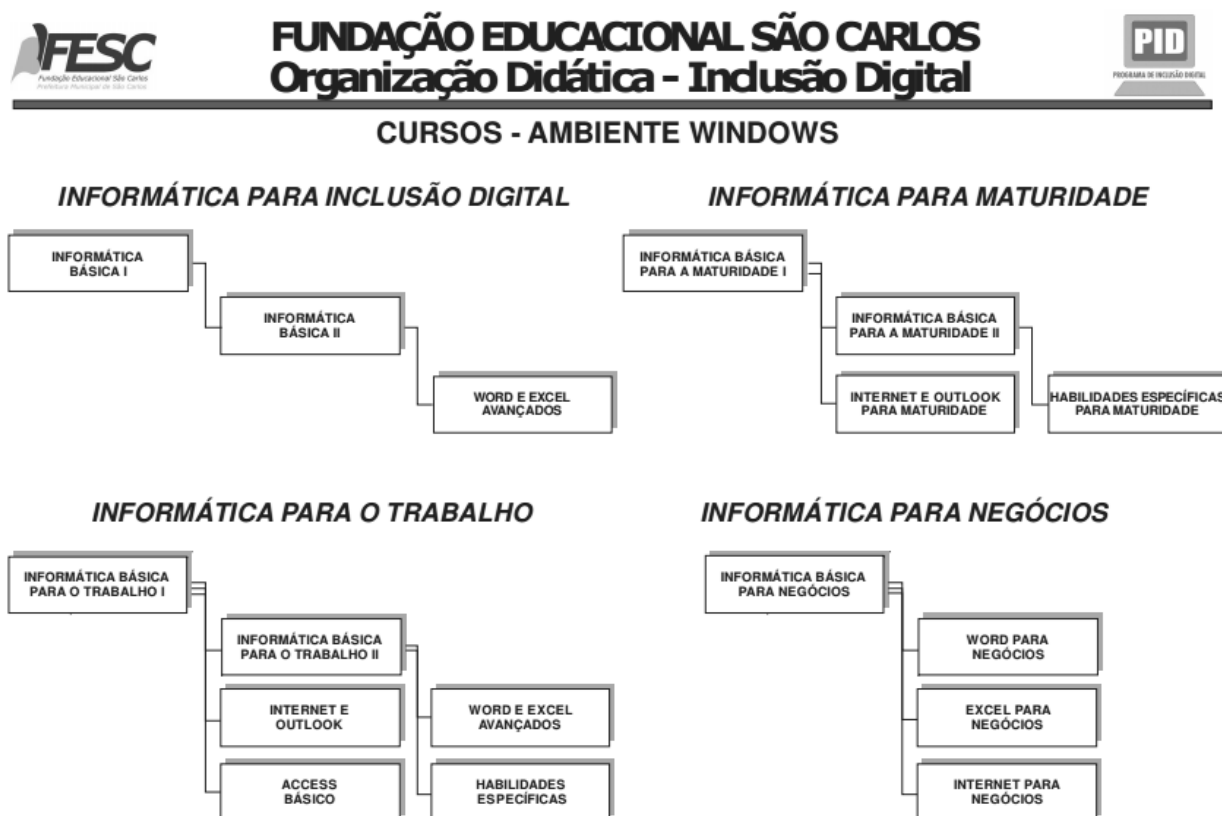 FESC
Fundação Educacional São Carlos
Prefeitura Municipal de São Carlos
FUNDAÇÃO EDUCACIONAL SÃO CARLOS
Organização Didática – Inclusão Digital
PID
PROGRAMA DE INCLUSÃO DIGITAL
CURSOS - AMBIENTE WINDOWS
INFORMÁTICA PARA INCLUSÃO DIGITAL
INFORMÁTICA
BÁSICA I
INFORMÁTICA
BÁSICA II
WORD E EXCEL
AVANÇADOS
INFORMÁTICA PARA MATURIDADE
INFORMÁTICA BÁSICA
PARA A MATURIDADE I
INFORMÁTICA BÁSICA
PARA A MATURIDADE II
INTERNET E OUTLOOK
PARA MATURIDADE
HABILIDADES ESPECÍFICAS
PARA MATURIDADE
INFORMÁTICA PARA O TRABALHO
INFORMÁTICA BÁSICA
PARA O TRABALHO I
INFORMÁTICA BÁSICA
PARA O TRABALHO II
INTERNET E
OUTLOOK
WORD E EXCEL
AVANÇADOS
ACCESS
BÁSICO
HABILIDADES
ESPECÍFICAS
INFORMÁTICA PARA NEGÓCIOS
INFORMÁTICA BÁSICA
PARA NEGÓCIOS
WORD PARA
NEGÓCIOS
EXCEL PARA
NEGÓCIOS
INTERNET PARA
NEGÓCIOS